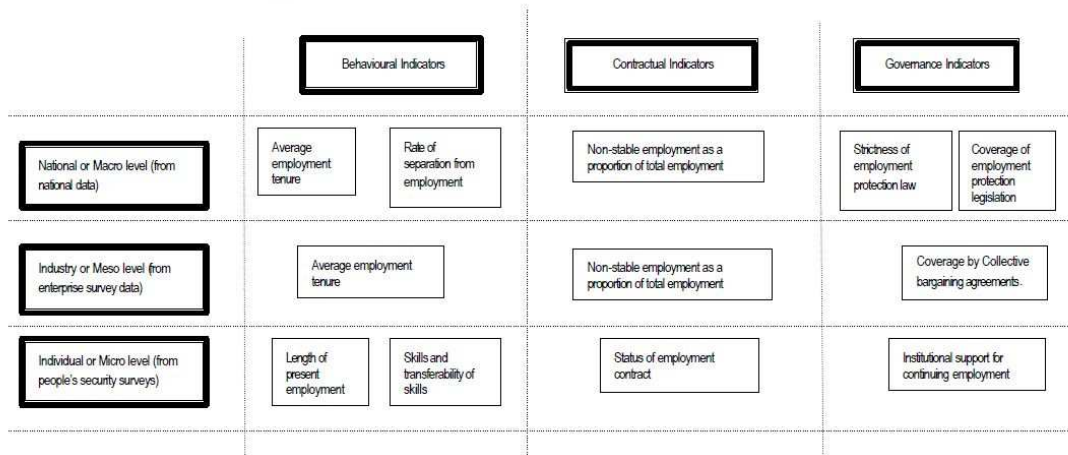 Behavioural Indicators
Contractual Indicators
Governance Indicators
National or Macro level (from
national data)
Average
employment
tenure
Rate of
separation from
employment
Non-stable employment as a
proportion of total employment
Strictness of
employment
protection law
Coverage of
employment
protection
legislation
Industry or Meso level (from
enterprise survey data)
Average employment
tenure
Non-stable employment as a
proportion of total employment
Coverage by Collective
bargaining agreements.
Individual or Micro level (from
people's security surveys)
Length of
present
employment
Skills and
transferability of
skills
Status of employment
contract
Institutional support for
continuing employment